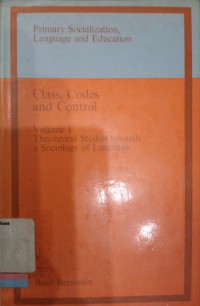 Primary Socialization,
Language and Education
Class, Codes
and Control
Volume 1
Theoretical Studies towards
a Sociology of Language
Basil Bernstein